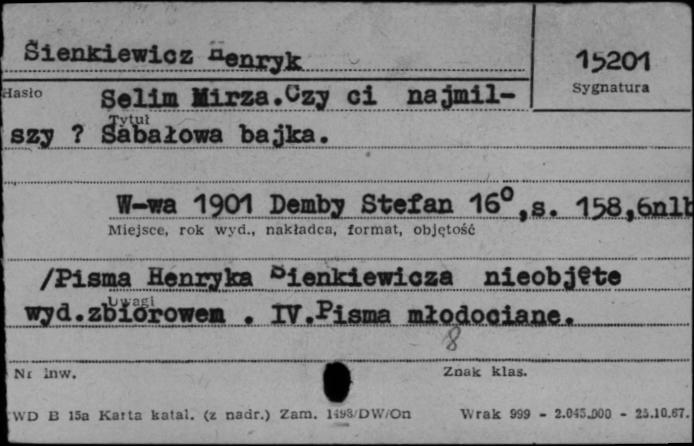 Sienkiewicz Henryk
15201
Sygnatura
Hasło
Selim Mirza.Czy ci najmil-
Tytuł
szy ? Sabałowa bajka.
W-wa 1901 Demby Stefan 16°,s. 158,6nlb
Miejsce, rok wyd., nakładca, format, objętość
/Pisma Henryka Sienkiewicza nieobjęte
Uwagi
wyd.zbiorowem . IV.Pisma młodociane.
8
Nr inw.
Znak klas.
WD B 15a Karta katal. (z nadr.) Zam. 1498/DW/On Wrak 999 - 2.045.000 - 25.10.67.